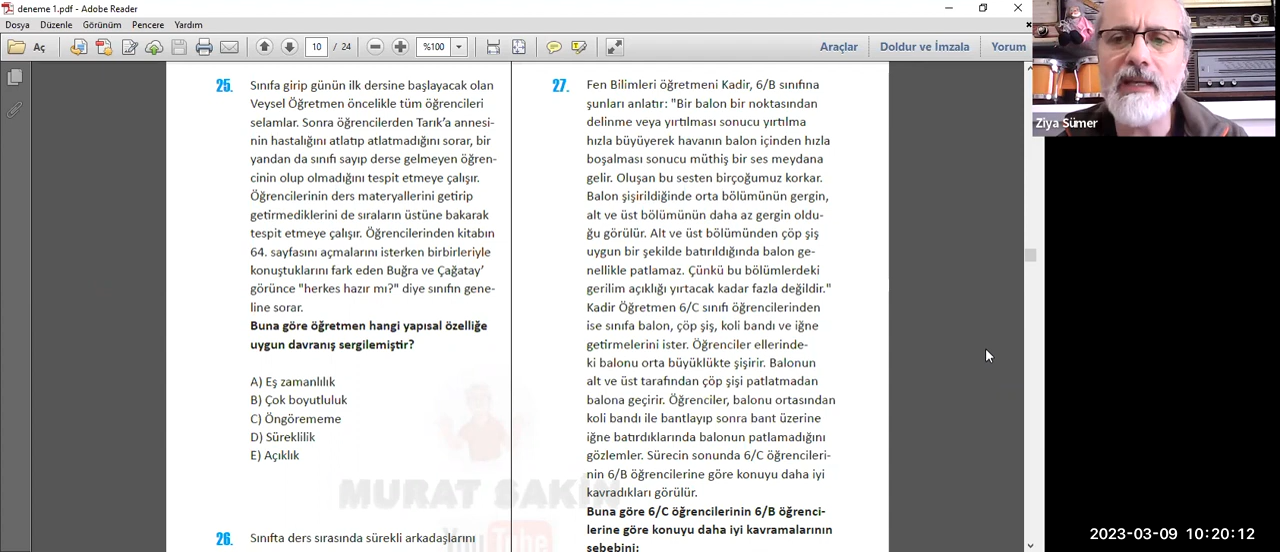 deneme 1.pdf - Adobe Reader
Dosya Düzenle Görünüm Pencere Yardım
Aç
10 / 24
%100
Araçlar Doldur ve İmzala Yorum
25. Sınıfa girip günün ilk dersine başlayacak olan
Veysel Öğretmen öncelikle tüm öğrencileri
selamlar. Sonra öğrencilerden Tarık'a annesi-
nin hastalığını atlatıp atlatmadığını sorar, bir
yandan da sınıfı sayıp derse gelmeyen öğren-
cinin olup olmadığını tespit etmeye çalışır.
Öğrencilerinin ders materyallerini getirip
getirmediklerini de sıraların üstüne bakarak
tespit etmeye çalışır. Öğrencilerinden kitabın
64. sayfasını açmalarını isterken birbirleriyle
konuştuklarını fark eden Buğra ve Çağatay'
görünce "herkes hazır mı?" diye sınıfın gene-
line sorar.
Buna göre öğretmen hangi yapısal özelliğe
uygun davranış sergilemiştir?
A) Eş zamanlılık
B) Çok boyutluluk
C) Öngörememe
D) Süreklilik
E) Açıklık
26. Sınıfta ders sırasında sürekli arkadaşlarını
27. Fen Bilimleri öğretmeni Kadir, 6/B sınıfına
şunları anlatır: "Bir balon bir noktasından
delinme veya yırtılması sonucu yırtılma
hızla büyüyerek havanın balon içinden hızla
boşalması sonucu müthiş bir ses meydana
gelir. Oluşan bu sesten birçoğumuz korkar.
Balon şişirildiğinde orta bölümünün gergin,
alt ve üst bölümünün daha az gergin oldu-
ğu görülür. Alt ve üst bölümünden çöp şiş
uygun bir şekilde batırıldığında balon ge-
nellikle patlamaz. Çünkü bu bölümlerdeki
gerilim açıklığı yırtacak kadar fazla değildir."
Kadir Öğretmen 6/C sınıfı öğrencilerinden
ise sınıfa balon, çöp şiş, koli bandı ve iğne
getirmelerini ister. Öğrenciler ellerinde-
ki balonu orta büyüklükte şişirir. Balonun
alt ve üst tarafından çöp şişi patlatmadan
balona geçirir. Öğrenciler, balonu ortasından
koli bandı ile bantlayıp sonra bant üzerine
iğne batırdıklarında balonun patlamadığını
gözlemler. Sürecin sonunda 6/C öğrencileri-
nin 6/B öğrencilerine göre konuyu daha iyi
kavradıkları görülür.
Buna göre 6/C öğrencilerinin 6/B öğrenci-
lerine göre konuyu daha iyi kavramalarının
sebebini:
MURAT SAKİN
YouTube
Ziya Sümer
2023-03-09 10:20:12